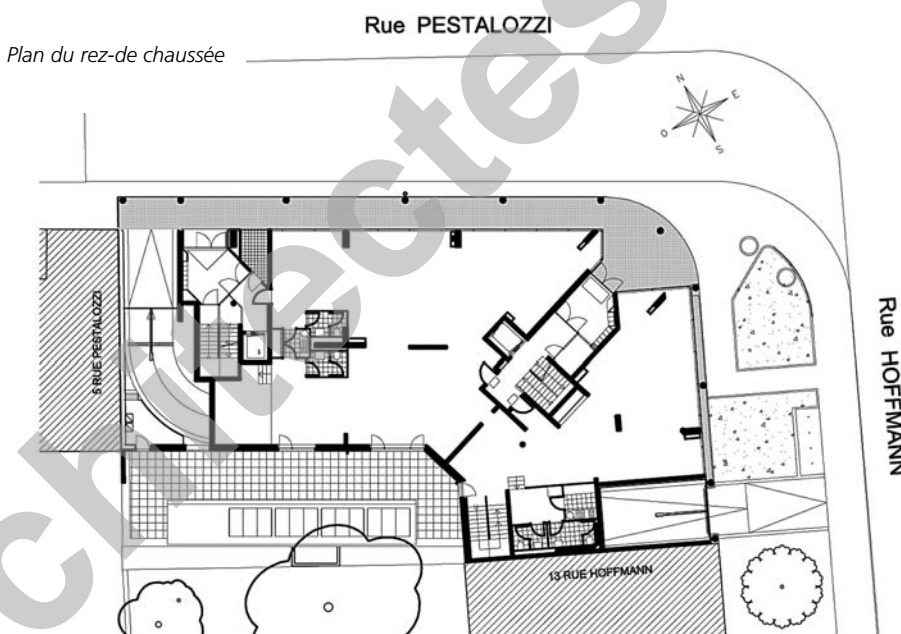 Rue PESTALOZZI
Plan du rez-de chaussée
N
E
O
S
5 RUE PESTALOZZI
Rue HOFFMANN
13 RUE HOFFMANN
chitectes